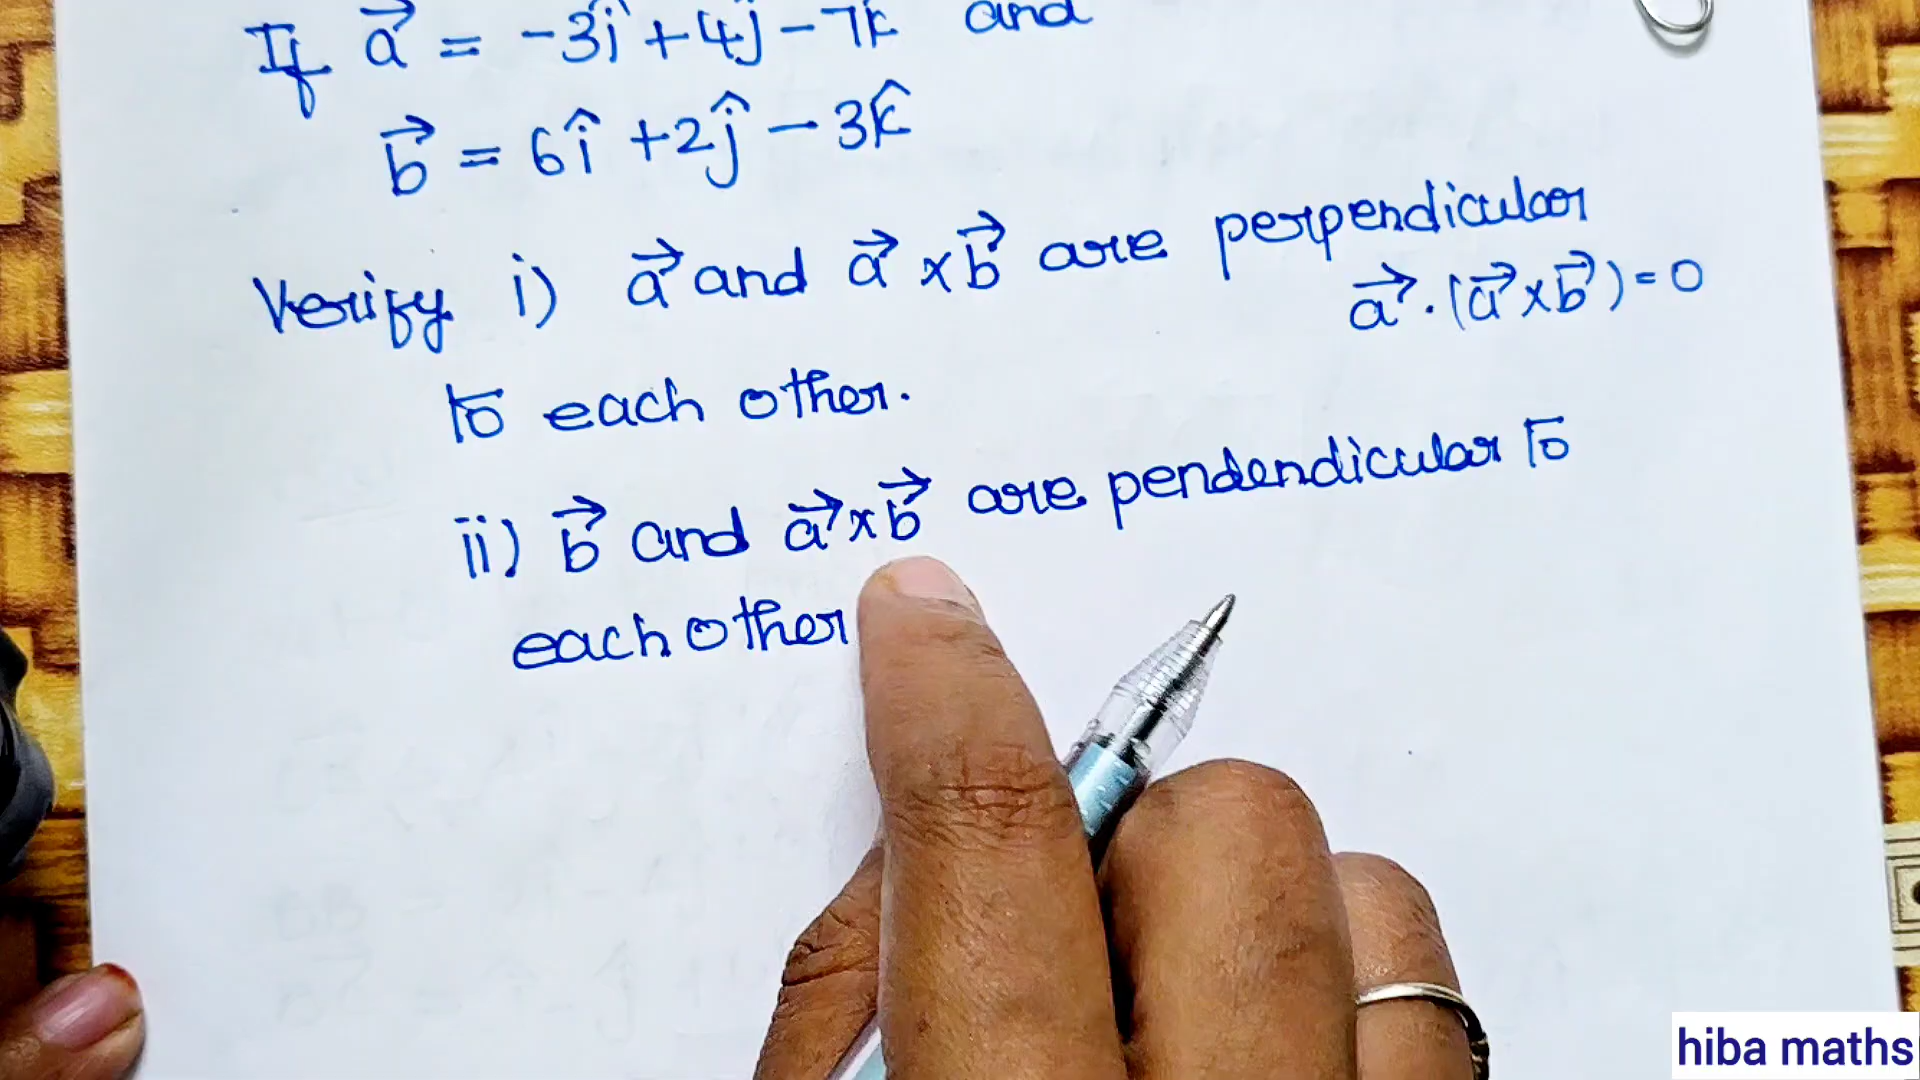 If a⃗ = -3î + 4ĵ - 7k̂ and
b⃗ = 6î + 2ĵ - 3k̂
Verify i) a⃗ and a⃗ × b⃗ are perpendicular
a⃗ . (a⃗ × b⃗) = 0
to each other.
ii) b⃗ and a⃗ × b⃗ are pendendicular to
each other
hiba maths